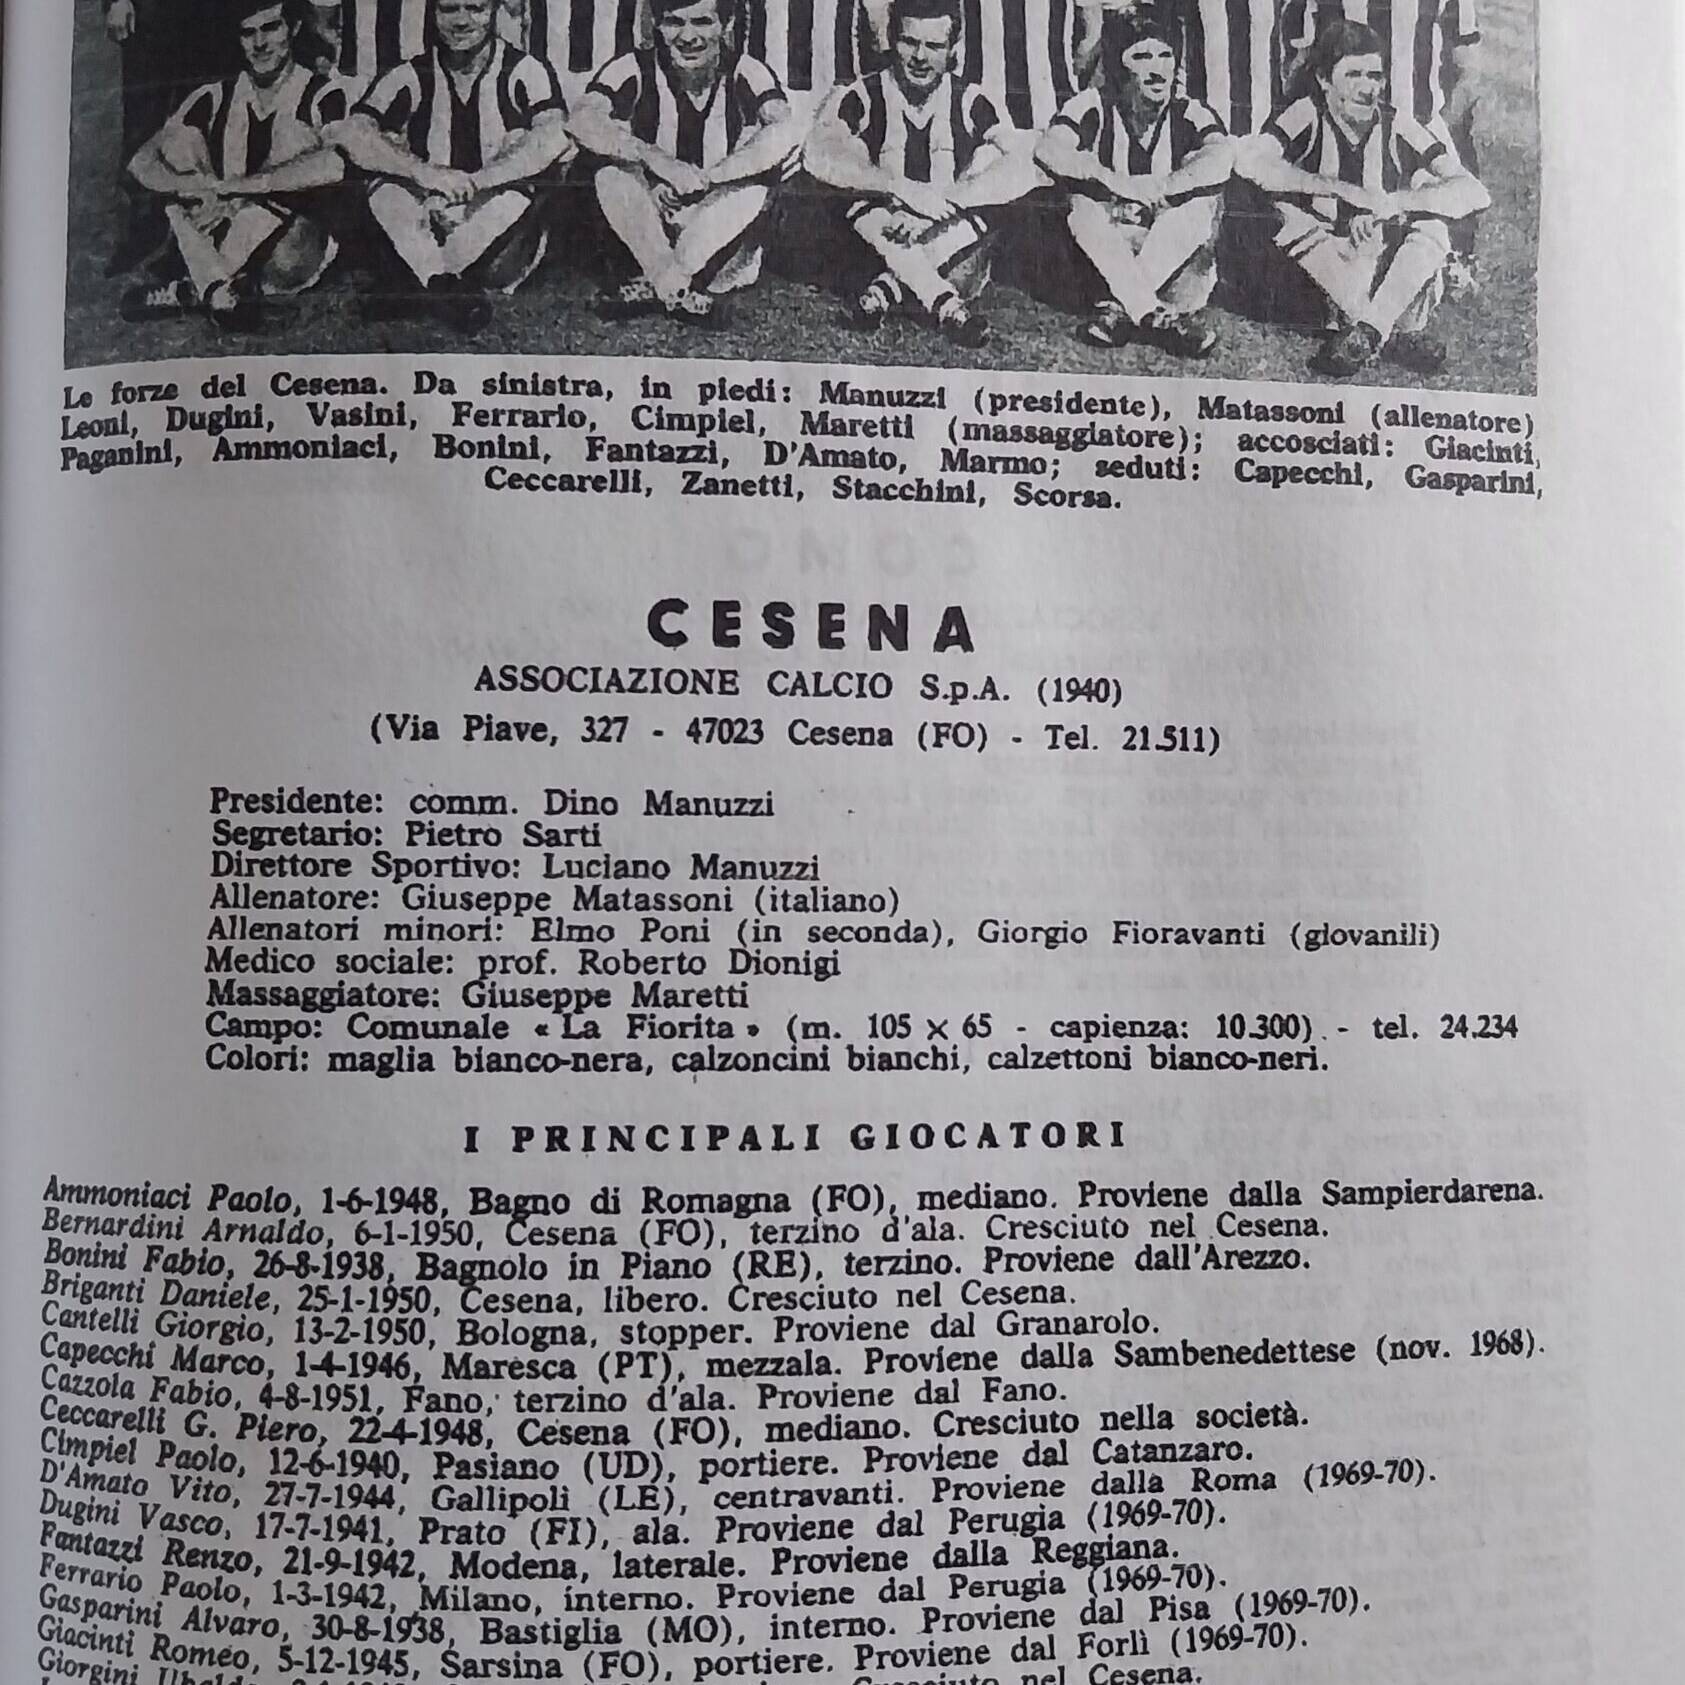 Le forze del Cesena. Da sinistra, in piedi: Manuzzi (presidente), Matassoni (allenatore)
Leoni, Dugini, Vasini, Ferrario, Cimpiel, Maretti (massaggiatore); accosciati: Giacinti,
Paganini, Ammoniaci, Bonini, Fantazzi, D'Amato, Marmo; seduti: Capecchi, Gasparini,
Ceccarelli, Zanetti, Stacchini, Scorsa.
CESENA
ASSOCIAZIONE CALCIO S.p.A. (1940)
(Via Piave, 327 - 47023 Cesena (FO) - Tel. 21.511)
Presidente: comm. Dino Manuzzi
Segretario: Pietro Sarti
Direttore Sportivo: Luciano Manuzzi
Allenatore: Giuseppe Matassoni (italiano)
Allenatori minori: Elmo Poni (in seconda), Giorgio Fioravanti (giovanili)
Medico sociale: prof. Roberto Dionigi
Massaggiatore: Giuseppe Maretti
Campo: Comunale « La Fiorita » (m. 105 × 65 - capienza: 10.300) - tel. 24.234
Colori: maglia bianco-nera, calzoncini bianchi, calzettoni bianco-neri.
I PRINCIPALI GIOCATORI
Ammoniaci Paolo, 1-6-1948, Bagno di Romagna (FO), mediano. Proviene dalla Sampierdarena.
Bernardini Arnaldo, 6-1-1950, Cesena (FO), terzino d'ala. Cresciuto nel Cesena.
Bonini Fabio, 26-8-1938, Bagnolo in Piano (RE), terzino. Proviene dall'Arezzo.
Briganti Daniele, 25-1-1950, Cesena, libero. Cresciuto nel Cesena.
Cantelli Giorgio, 13-2-1950, Bologna, stopper. Proviene dal Granarolo.
Capecchi Marco, 1-4-1946, Maresca (PT), mezzala. Proviene dalla Sambenedettese (nov. 1968).
Cazzola Fabio, 4-8-1951, Fano, terzino d'ala. Proviene dal Fano.
Ceccarelli G. Piero, 22-4-1948, Cesena (FO), mediano. Cresciuto nella società.
Cimpiel Paolo, 12-6-1940, Pasiano (UD), portiere. Proviene dal Catanzaro.
D'Amato Vito, 27-7-1944, Gallipoli (LE), centravanti. Proviene dalla Roma (1969-70).
Dugini Vasco, 17-7-1941, Prato (FI), ala. Proviene dal Perugia (1969-70).
Fantazzi Renzo, 21-9-1942, Modena, laterale. Proviene dalla Reggiana.
Ferrario Paolo, 1-3-1942, Milano, interno. Proviene dal Perugia (1969-70).
Gasparini Alvaro, 30-8-1938, Bastiglia (MO), interno. Proviene dal Pisa (1969-70).
Giacinti Romeo, 5-12-1945, Sarsina (FO), portiere. Proviene dal Forlì (1969-70).
Giorgini Cresciuto nel Cesena.